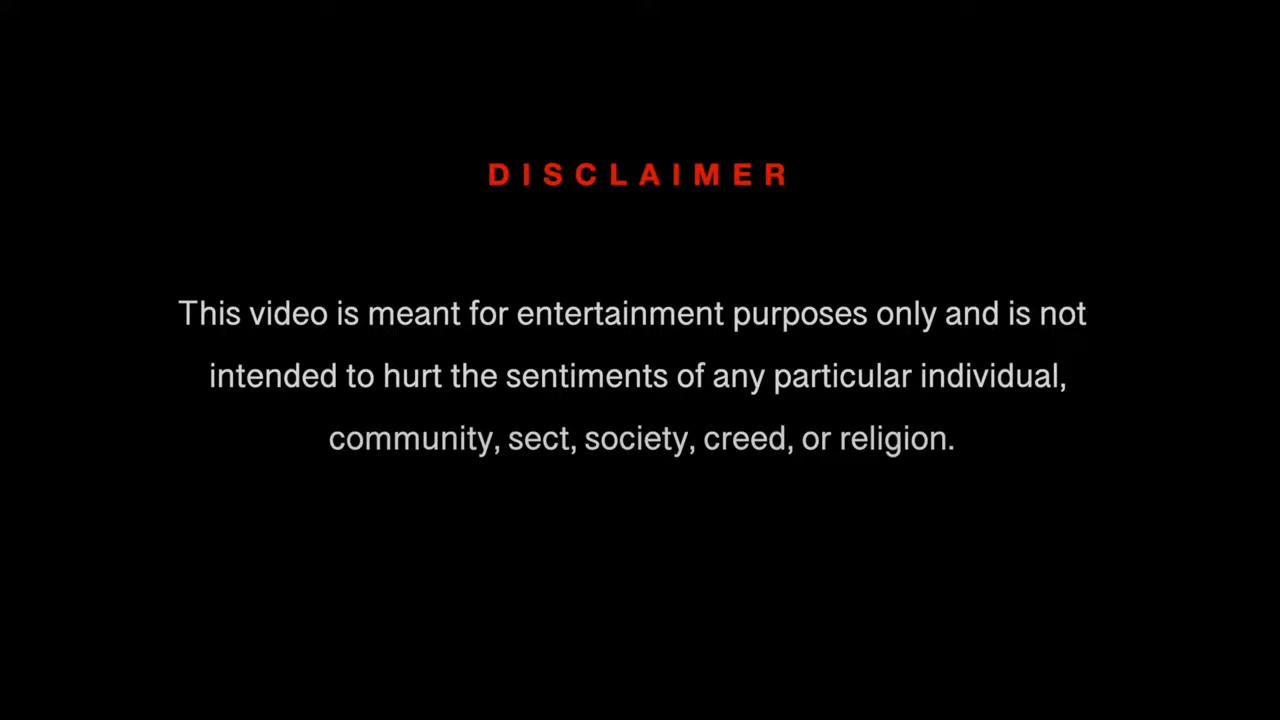 DISCLAIMER
This video is meant for entertainment purposes only and is not
intended to hurt the sentiments of any particular individual,
community, sect, society, creed, or religion.